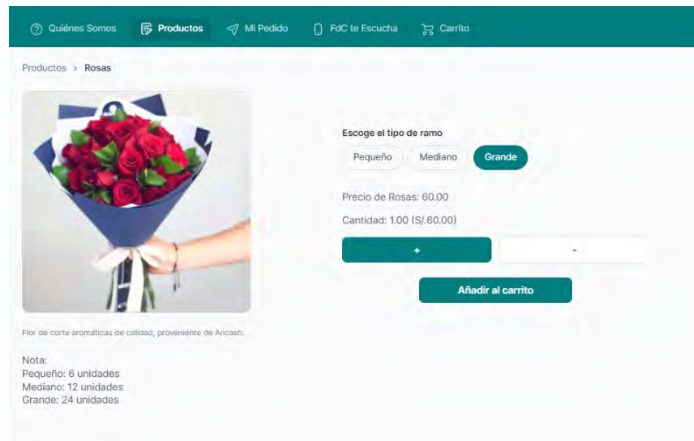 Quiénes Somos
Productos
Mi Pedido
FdC te Escucha
Carrito
Productos > Rosas
Escoge el tipo de ramo
Pequeño
Mediano
Grande
Precio de Rosas: 60.00
Cantidad: 1.00 (S/.60.00)
+
-
Añadir al carrito
Flor de corte aromáticas de calidad, proveniente de Ancash.
Nota:
Pequeño: 6 unidades
Mediano: 12 unidades
Grande: 24 unidades